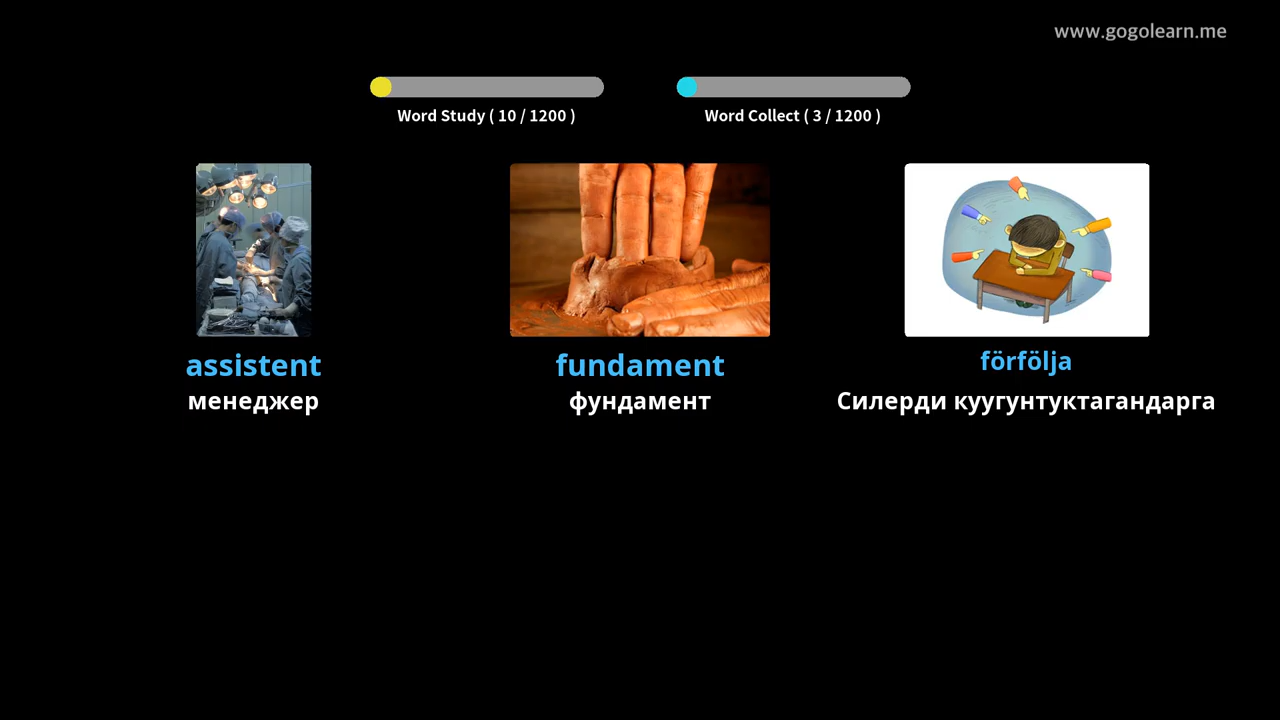 www.gogolearn.me
Word Study ( 10 / 1200 )
Word Collect ( 3 / 1200 )
assistent
менеджер
fundament
фундамент
förfölja
Силерди куугунтуктагандарга